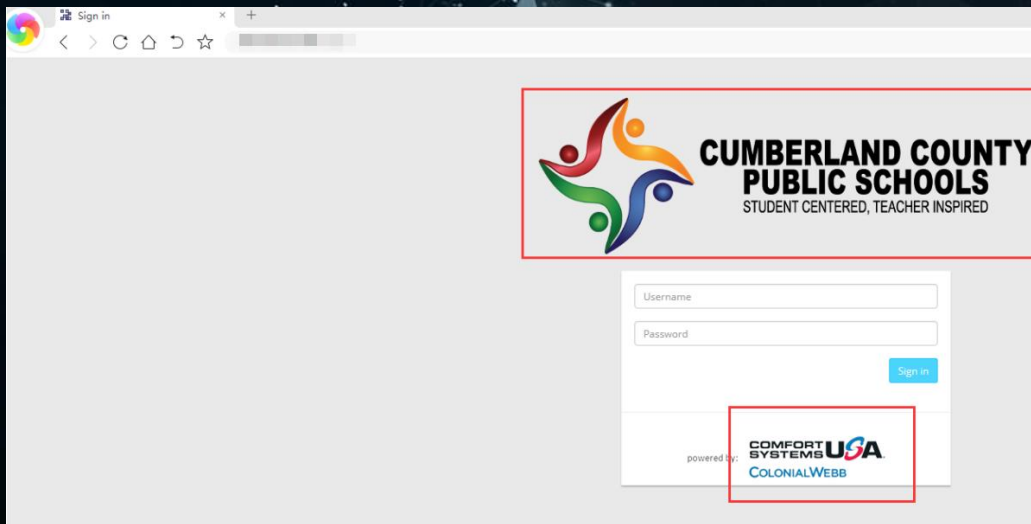 Sign in
CUMBERLAND COUNTY
PUBLIC SCHOOLS
STUDENT CENTERED, TEACHER INSPIRED
Username
Password
Sign in
powered by:
COMFORT
SYSTEMS USA
COLONIALWEBB